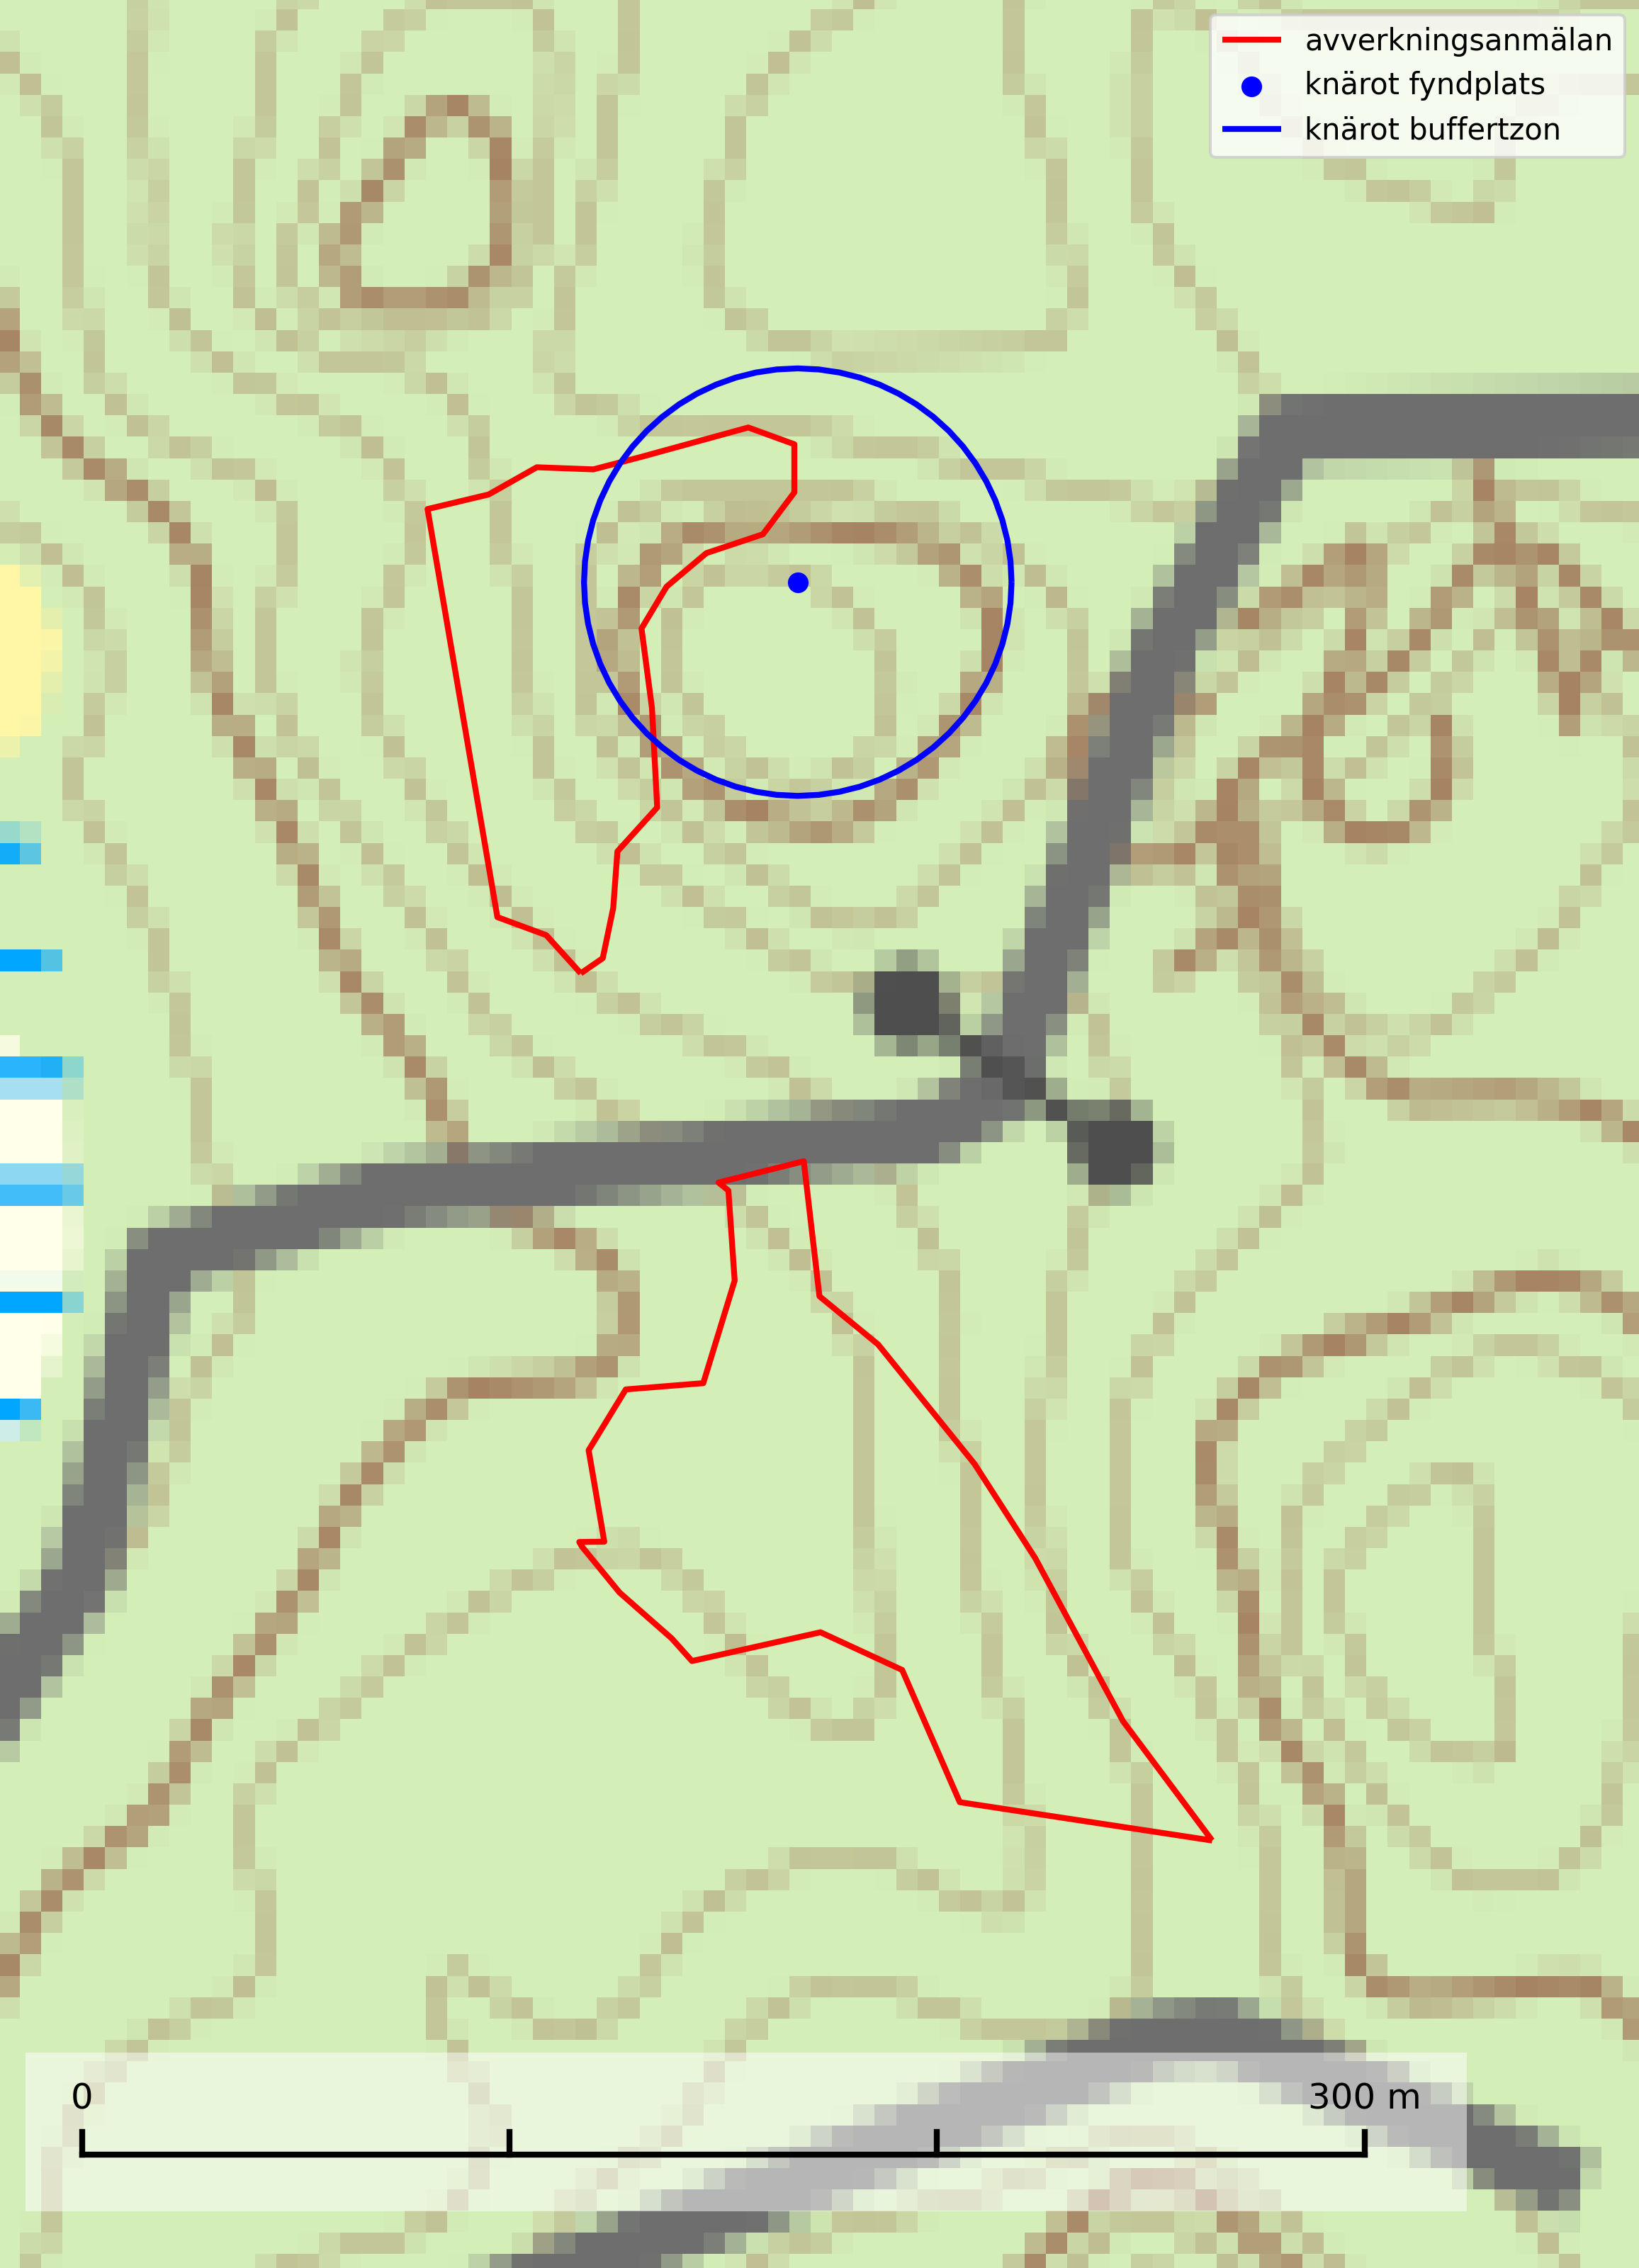 avverkningsanmälan
knärot fyndplats
knärot buffertzon
0 300 m